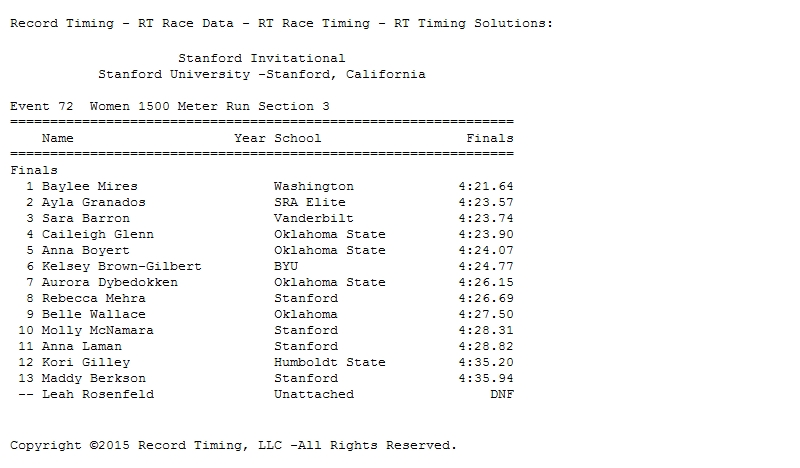 Record Timing - RT Race Data - RT Race Timing - RT Timing Solutions:
Stanford Invitational
Stanford University -Stanford, California
Event 72  Women 1500 Meter Run Section 3
===============================================================
    Name                    Year School                  Finals
===============================================================
Finals
  1 Baylee Mires                 Washington             4:21.64
  2 Ayla Granados                SRA Elite              4:23.57
  3 Sara Barron                  Vanderbilt             4:23.74
  4 Caileigh Glenn               Oklahoma State         4:23.90
  5 Anna Boyert                  Oklahoma State         4:24.07
  6 Kelsey Brown-Gilbert         BYU                    4:24.77
  7 Aurora Dybedokken            Oklahoma State         4:26.15
  8 Rebecca Mehra                Stanford               4:26.69
  9 Belle Wallace                Oklahoma               4:27.50
 10 Molly McNamara               Stanford               4:28.31
 11 Anna Laman                   Stanford               4:28.82
 12 Kori Gilley                  Humboldt State         4:35.20
 13 Maddy Berkson                Stanford               4:35.94
 -- Leah Rosenfeld               Unattached                 DNF
Copyright ©2015 Record Timing, LLC -All Rights Reserved.